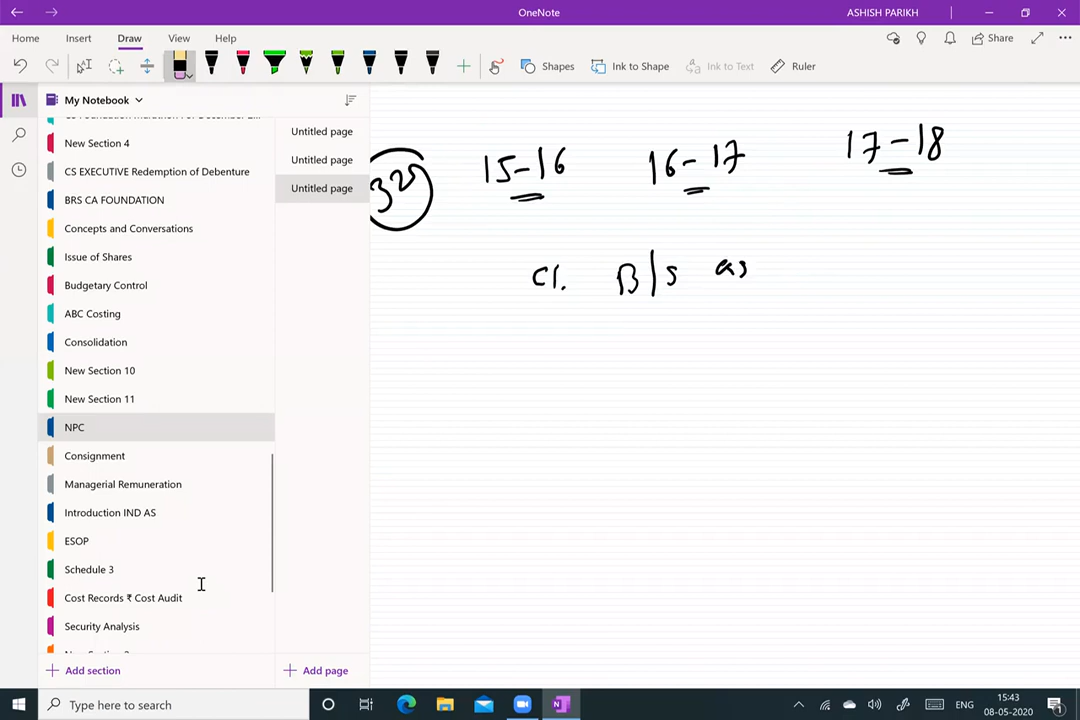 OneNote
ASHISH PARIKH
Home Insert Draw View Help
Share
Shapes Ink to Shape Ink to Text Ruler
My Notebook
New Section 4
CS EXECUTIVE Redemption of Debenture
BRS CA FOUNDATION
Concepts and Conversations
Issue of Shares
Budgetary Control
ABC Costing
Consolidation
New Section 10
New Section 11
NPC
Consignment
Managerial Remuneration
Introduction IND AS
ESOP
Schedule 3
Cost Records ₹ Cost Audit
Security Analysis
Add section
Untitled page
Untitled page
Untitled page
Add page
15-16 16-17 17-18
Cl. B/S as
Type here to search
ENG
15:43
08-05-2020
1